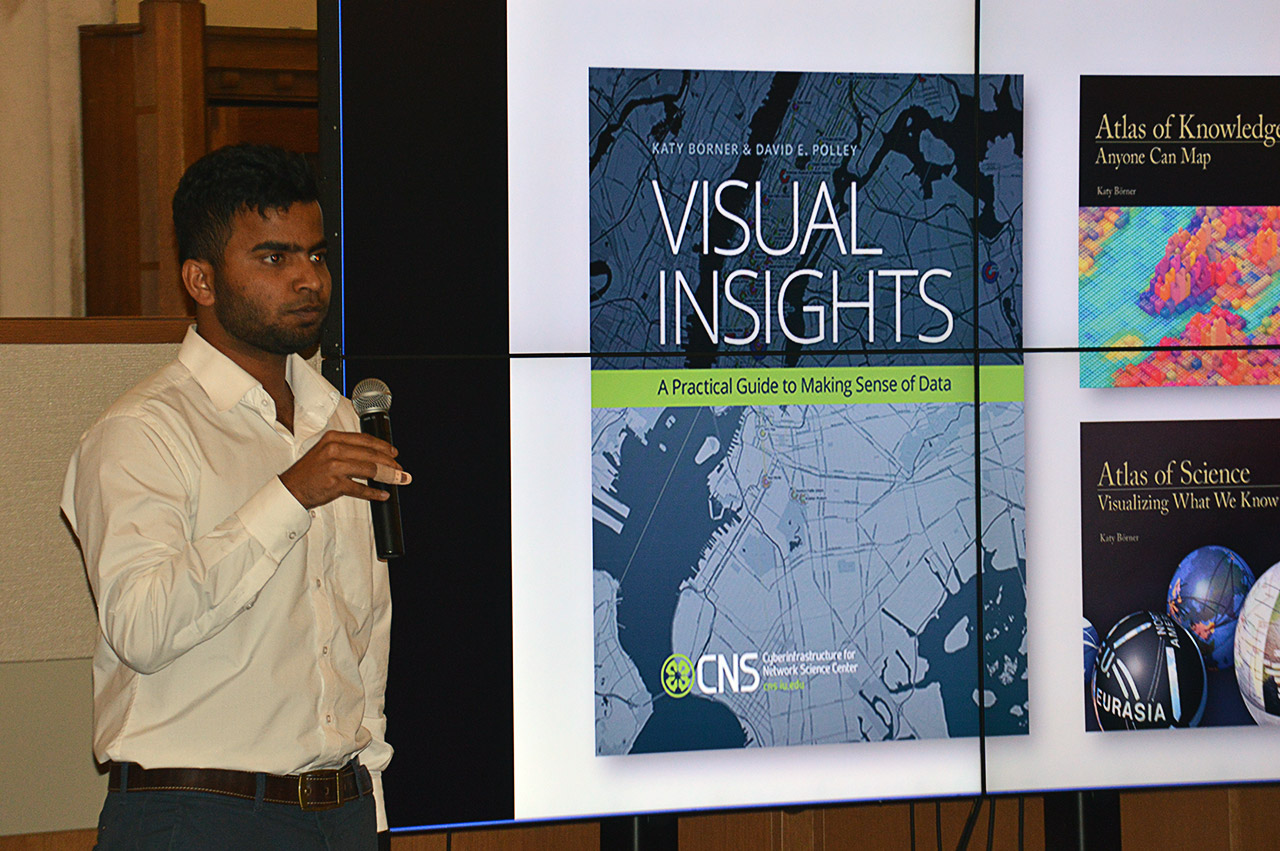 KATY BÖRNER & DAVID E. POLLEY
VISUAL
INSIGHTS
A Practical Guide to Making Sense of Data
CNS
Cyberinfrastructure for
Network Science Center
cns.iu.edu
Atlas of Knowledge
Anyone Can Map
Katy Börner
Atlas of Science
Visualizing What We Know
Katy Börner
EURASIA